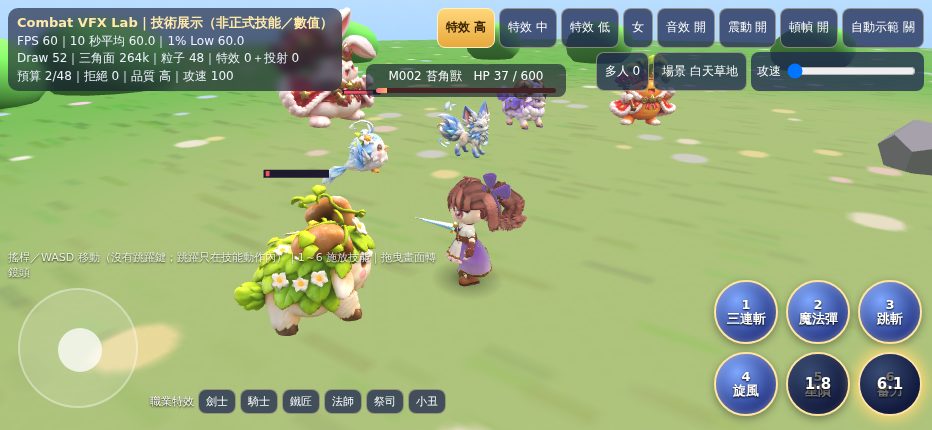 Combat VFX Lab｜技術展示（非正式技能／數值）
FPS 60｜10 秒平均 60.0｜1% Low 60.0
Draw 52｜三角面 264k｜粒子 48｜特效 0＋投射 0
預算 2/48｜拒絕 0｜品質 高｜攻速 100
特效 高
特效 中
特效 低
女
音效 開
震動 開
頓幀 開
自動示範 關
M002 苔角獸 HP 37 / 600
多人 0
場景 白天草地
攻速
搖桿／WASD 移動（沒有跳躍鍵；跳躍只在技能動作內）｜1～6 施放技能｜拖曳畫面轉
鏡頭
1
三連斬
2
魔法彈
3
跳斬
4
旋風
1.8
6.1
職業特效
劍士
騎士
鐵匠
法師
祭司
小丑